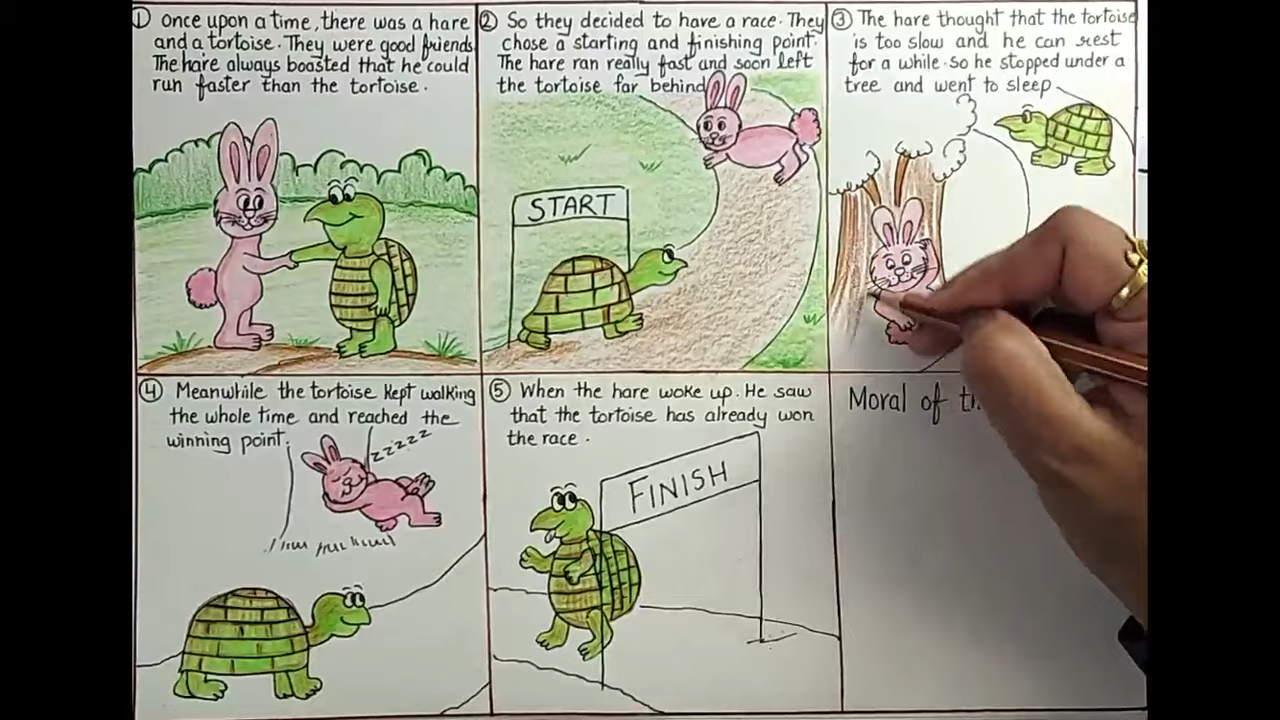 ① Once upon a time, there was a hare
and a tortoise. They were good friends
The hare always boasted that he could
run faster than the tortoise.
② So they decided to have a race. They
chose a starting and finishing point.
The hare ran really fast and soon left
the tortoise far behind
START
③ The hare thought that the tortoise
is too slow and he can rest
for a while. So he stopped under a
tree and went to sleep
④ Meanwhile the tortoise kept walking
the whole time and reached the
winning point.
zzzzz
⑤ When the hare woke up. He saw
that the tortoise has already won
the race.
FINISH
Moral of